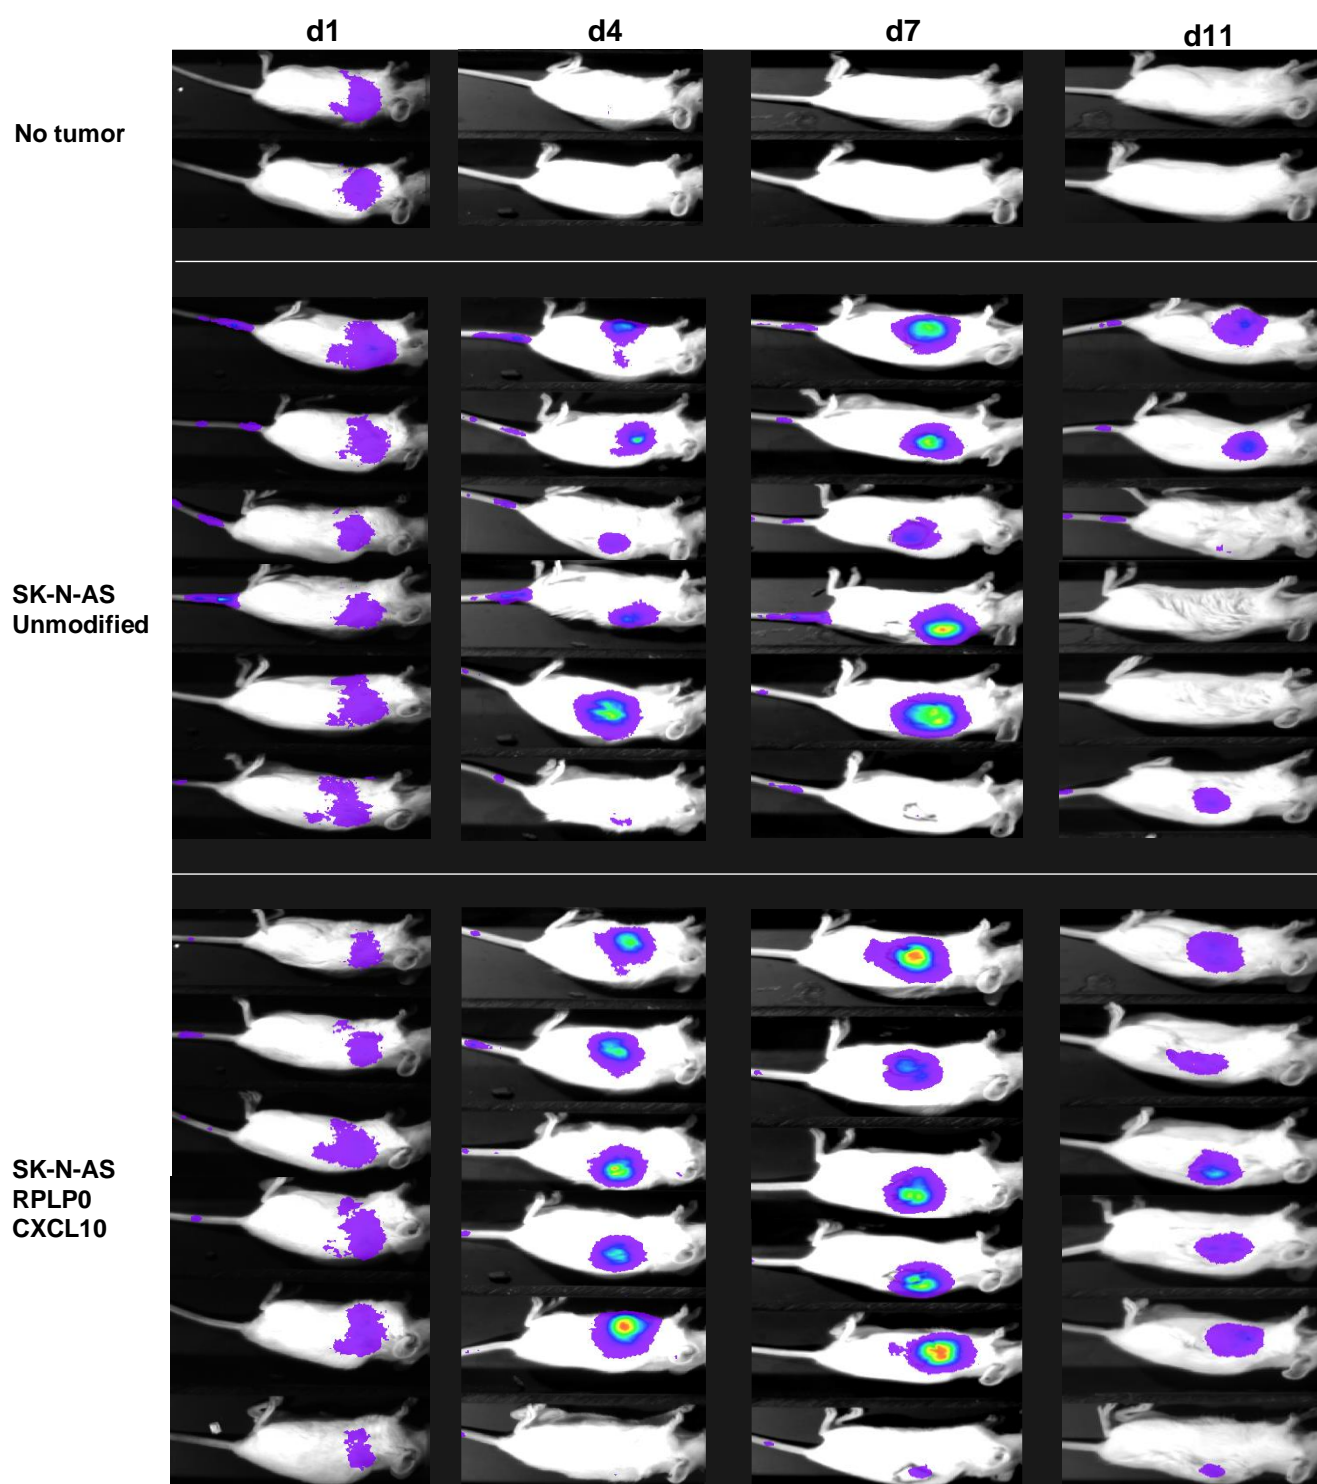 d1 d4 d7 d11
No tumor
SK-N-AS
Unmodified
SK-N-AS
RPLP0
CXCL10